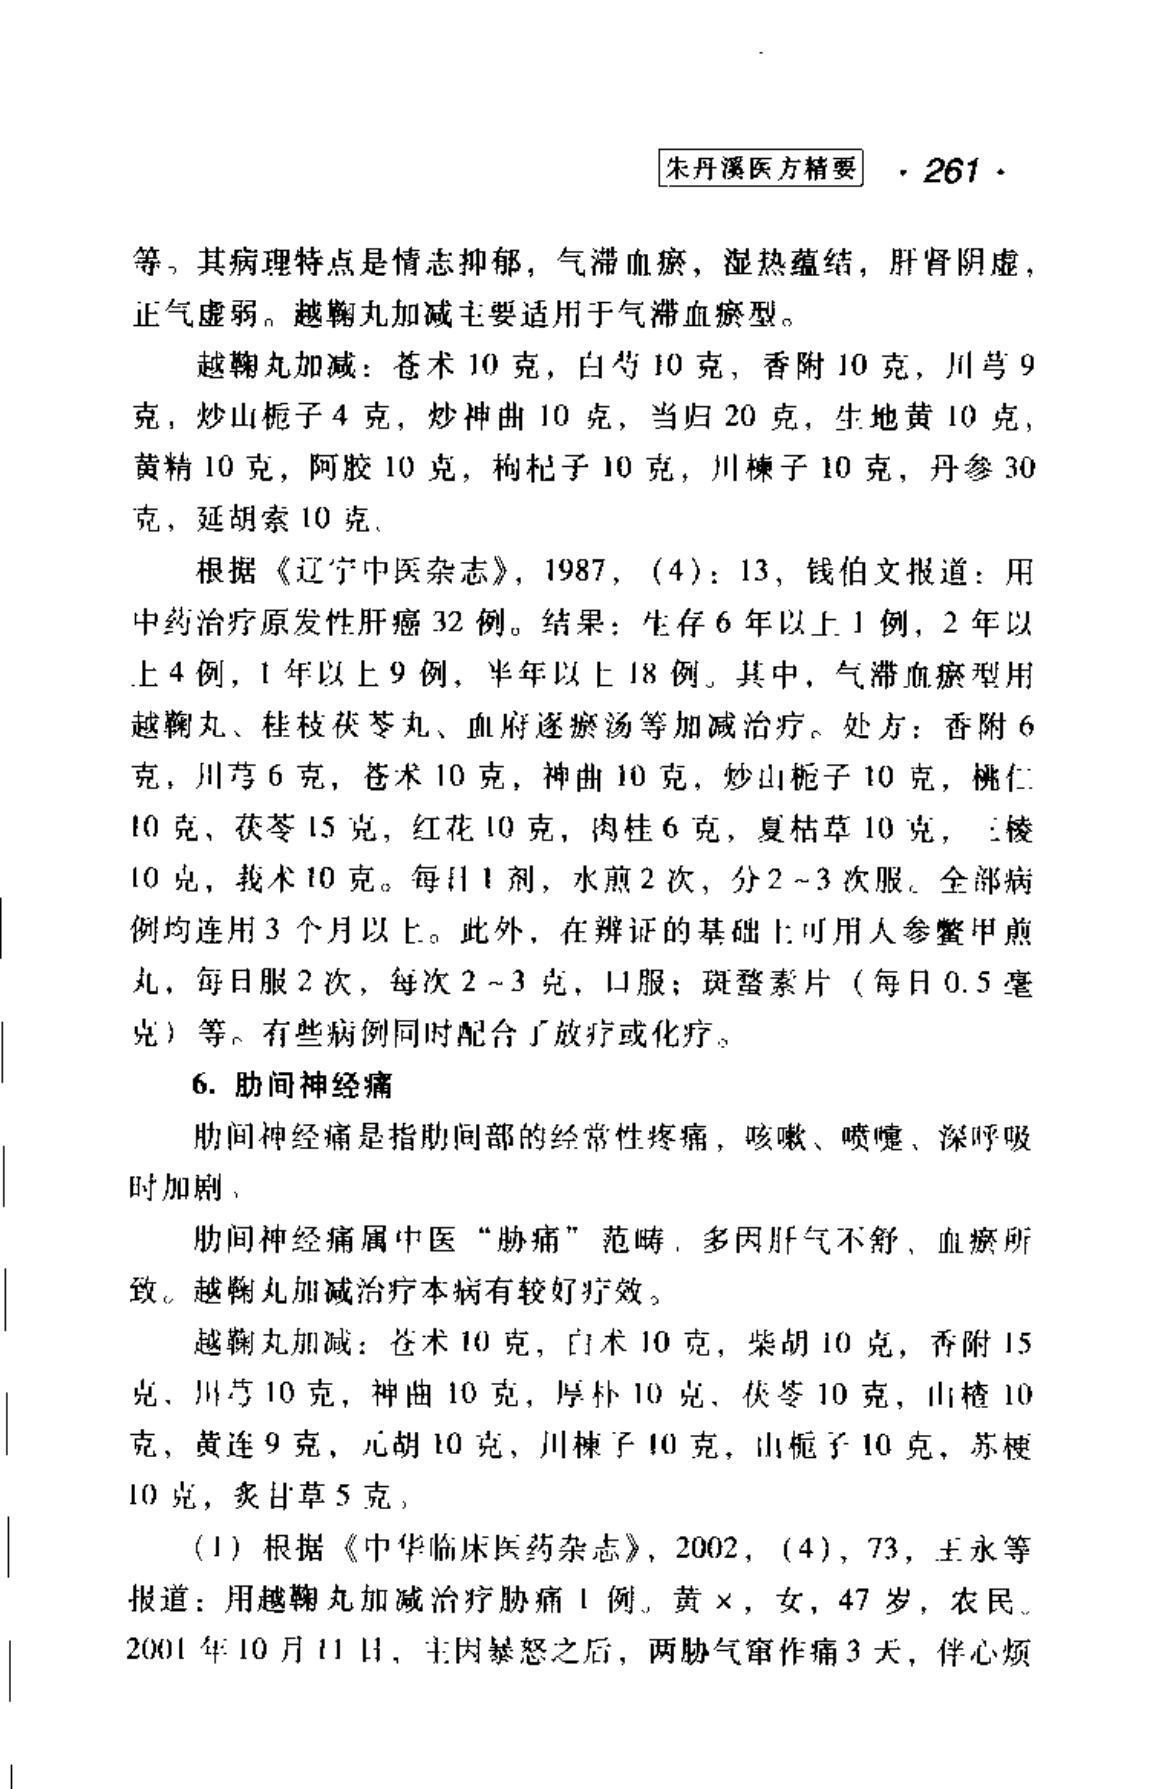 朱丹溪医方精要 · 261 ·
等。其病理特点是情志抑郁，气滞血瘀，湿热蕴结，肝肾阴虚，
正气虚弱。越鞠丸加减主要适用于气滞血瘀型。
越鞠丸加减：苍术 10 克，白芍 10 克，香附 10 克，川芎 9
克，炒山栀子 4 克，炒神曲 10 克，当归 20 克，生地黄 10 克，
黄精 10 克，阿胶 10 克，枸杞子 10 克，川楝子 10 克，丹参 30
克，延胡索 10 克。
根据《辽宁中医杂志》，1987，（4）：13，钱伯文报道：用
中药治疗原发性肝癌 32 例。结果：生存 6 年以上 1 例，2 年以
上 4 例，1 年以上 9 例，半年以上 18 例。其中，气滞血瘀型用
越鞠丸、桂枝茯苓丸、血府逐瘀汤等加减治疗。处方：香附 6
克，川芎 6 克，苍术 10 克，神曲 10 克，炒山栀子 10 克，桃仁
10 克、茯苓 15 克，红花 10 克，肉桂 6 克，夏枯草 10 克，三棱
10 克，莪术 10 克。每日 1 剂，水煎 2 次，分 2～3 次服。全部病
例均连用 3 个月以上。此外，在辨证的基础上可用人参鳖甲煎
丸，每日服 2 次，每次 2～3 克，口服；斑蝥素片（每日 0.5 毫
克）等。有些病例同时配合了放疗或化疗。
6. 肋间神经痛
肋间神经痛是指肋间部的经常性疼痛，咳嗽、喷嚏、深呼吸
时加剧。
肋间神经痛属中医“胁痛”范畴，多因肝气不舒、血瘀所
致。越鞠丸加减治疗本病有较好疗效。
越鞠丸加减：苍术 10 克，白术 10 克，柴胡 10 克，香附 15
克、川芎 10 克，神曲 10 克，厚朴 10 克、茯苓 10 克，山楂 10
克、黄连 9 克，元胡 10 克、川楝子 10 克，山栀子 10 克，苏梗
10 克，炙甘草 5 克。
（1）根据《中华临床医药杂志》，2002，（4），73，王永等
报道：用越鞠丸加减治疗胁痛 1 例。黄×，女，47 岁，农民。
2001 年 10 月 11 日，主因暴怒之后，两胁气窜作痛 3 天，伴心烦